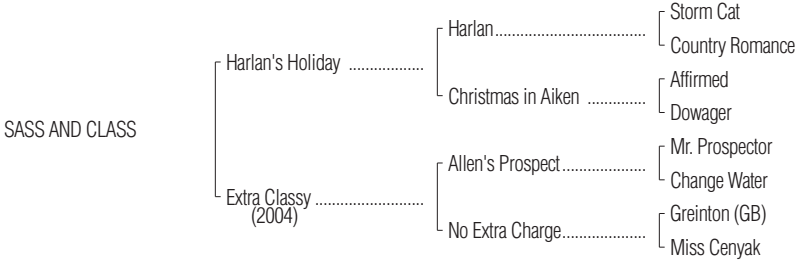 Storm Cat
Harlan....................................
Country Romance
Harlan's Holiday ..................
Affirmed
Christmas in Aiken ..............
Dowager
SASS AND CLASS
Mr. Prospector
Allen's Prospect....................
Change Water
Extra Classy ..........................
(2004)
Greinton (GB)
No Extra Charge....................
Miss Cenyak